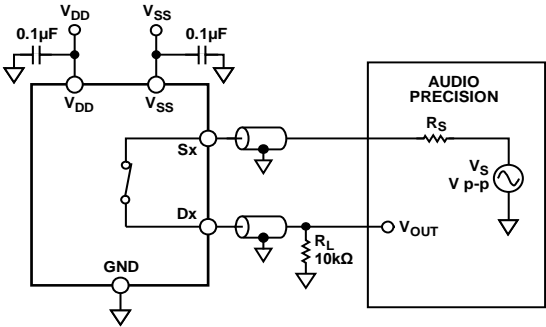 VDD
VSS
0.1µF
0.1µF
VDD
VSS
AUDIO
PRECISION
RS
Sx
VS
V p-p
Dx
VOUT
RL
10kΩ
GND